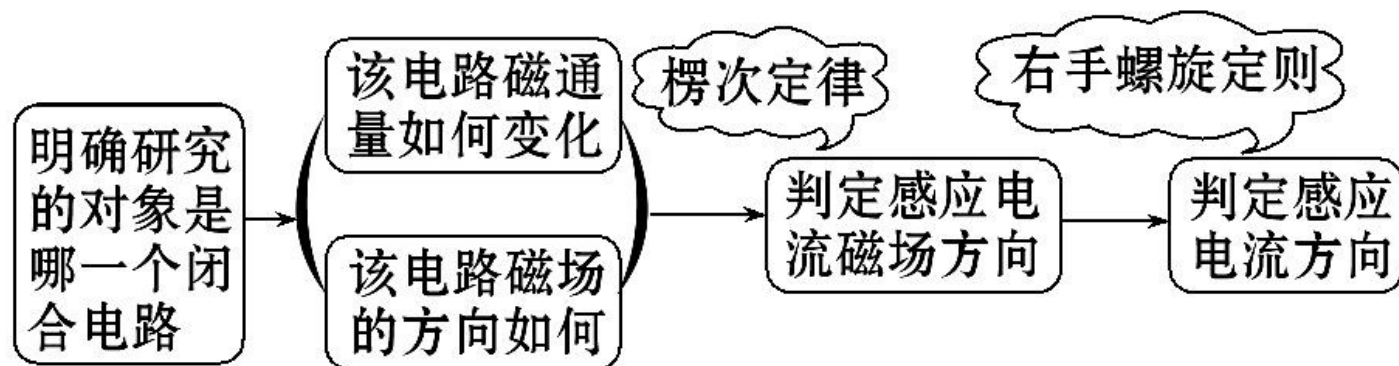 明确研究
的对象是
哪一个闭
合电路
该电路磁通
量如何变化
该电路磁场
的方向如何
楞次定律
判定感应电
流磁场方向
右手螺旋定则
判定感应
电流方向